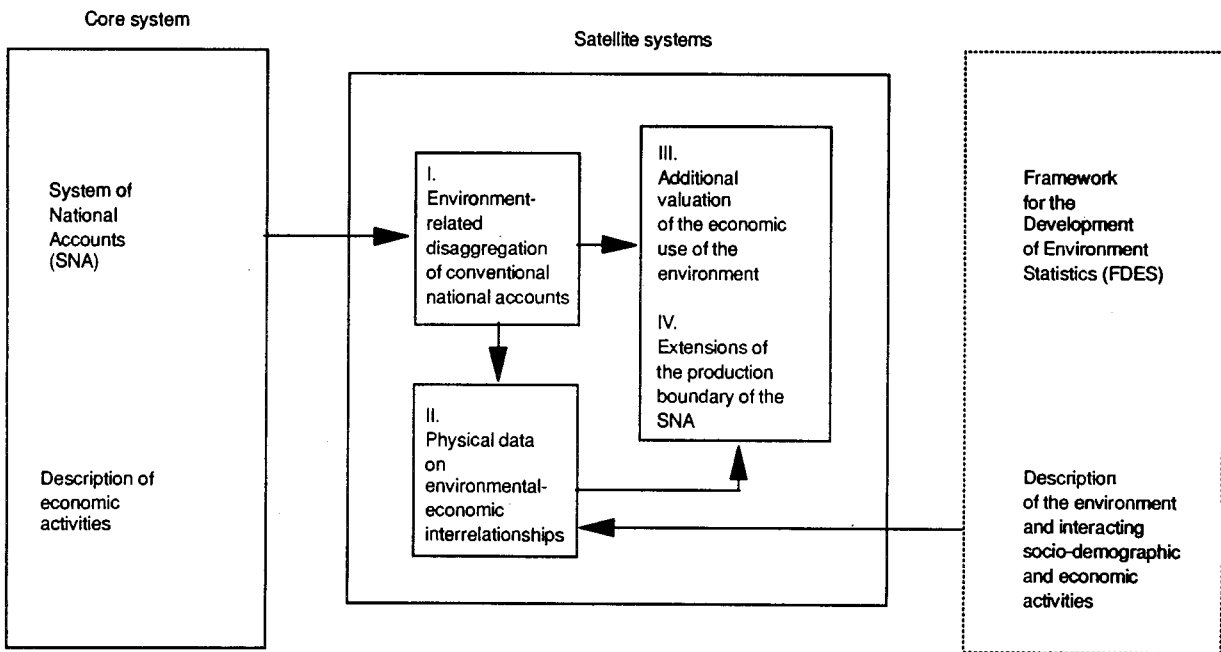 Core system
Satellite systems
System of
National
Accounts
(SNA)
Description of
economic
activities
I.
Environment-
related
disaggregation
of conventional
national accounts
II.
Physical data
on
environmental-
economic
interrelationships
III.
Additional
valuation
of the economic
use of the
environment
IV.
Extensions of
the production
boundary of the
SNA
Framework
for the
Development
of Environment
Statistics (FDES)
Description
of the environment
and interacting
socio-demographic
and economic
activities